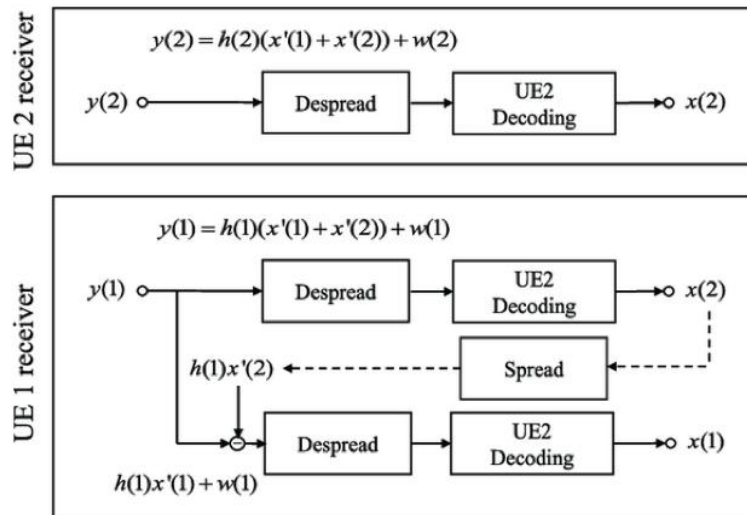 UE 2 receiver
y(2) = h(2)(x'(1) + x'(2)) + w(2)
y(2)
Despread
UE2
Decoding
x(2)
UE 1 receiver
y(1) = h(1)(x'(1) + x'(2)) + w(1)
y(1)
Despread
UE2
Decoding
x(2)
h(1)x'(2)
Spread
−
Despread
UE2
Decoding
x(1)
h(1)x'(1) + w(1)